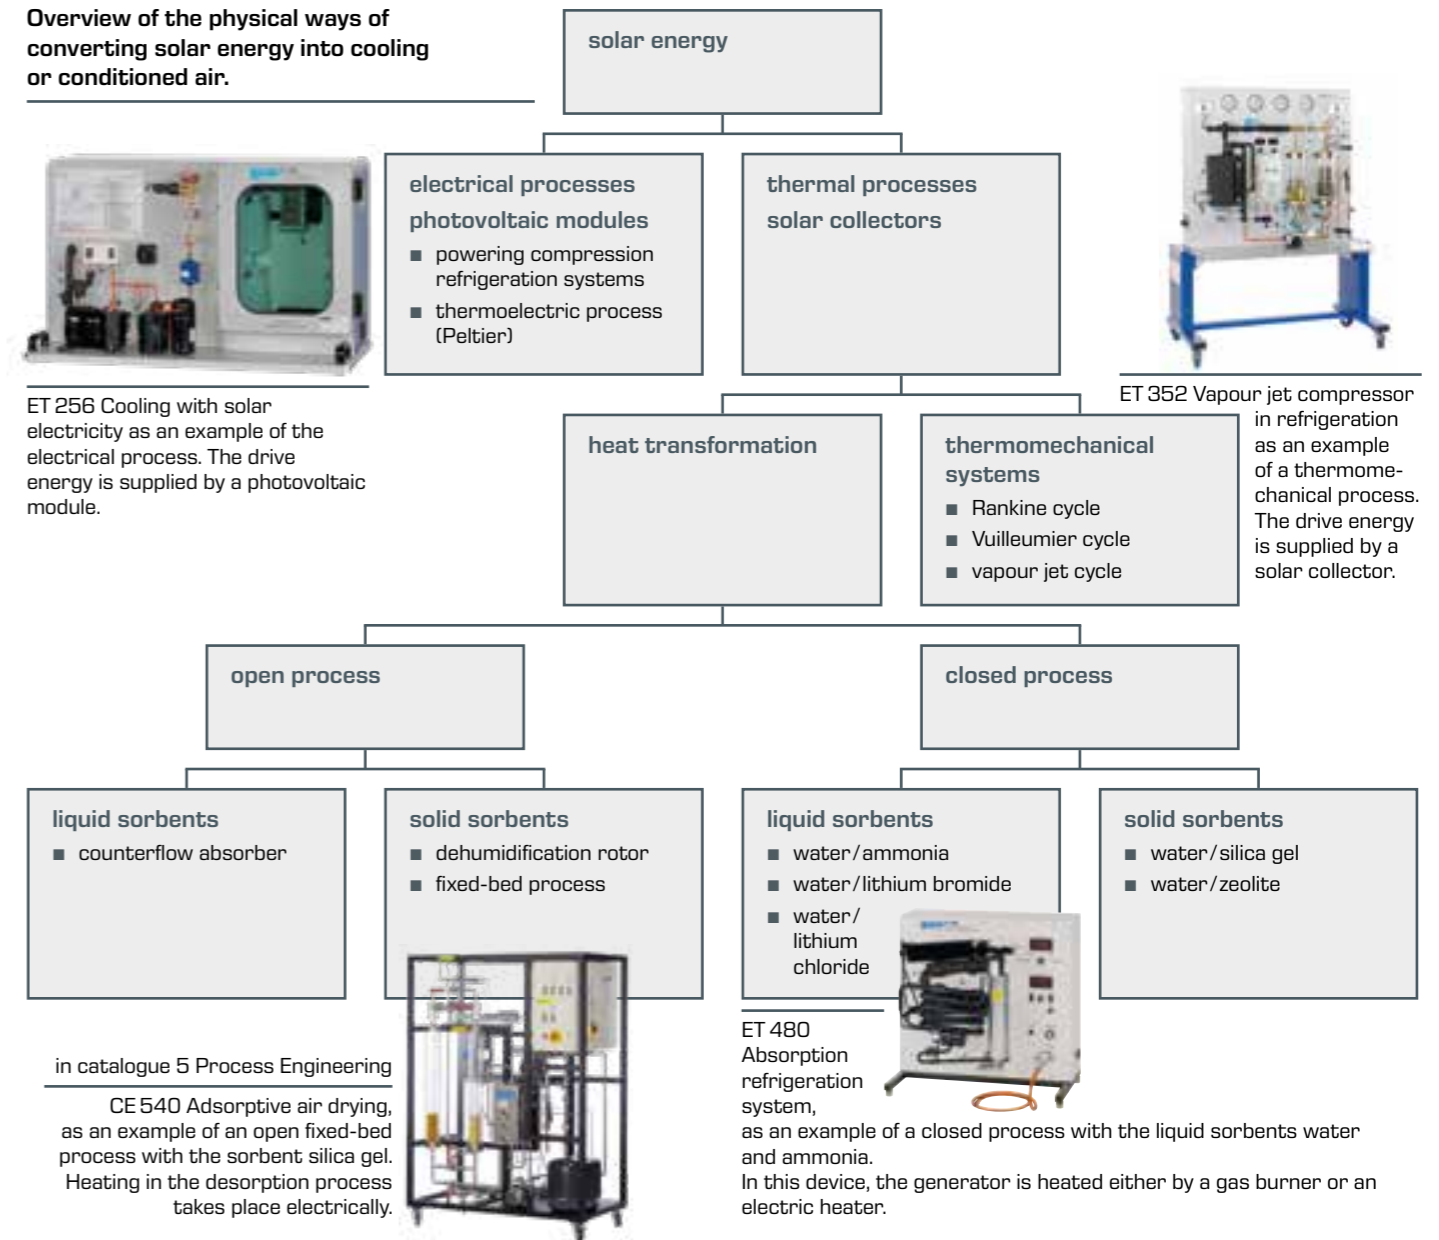 Overview of the physical ways of
converting solar energy into cooling
or conditioned air.
solar energy
electrical processes
photovoltaic modules
■ powering compression
refrigeration systems
■ thermoelectric process
(Peltier)
thermal processes
solar collectors
ET 256 Cooling with solar
electricity as an example of the
electrical process. The drive
energy is supplied by a photovoltaic
module.
ET 352 Vapour jet compressor
in refrigeration
as an example
of a thermome-
chanical process.
The drive energy
is supplied by a
solar collector.
heat transformation
thermomechanical
systems
■ Rankine cycle
■ Vuilleumier cycle
■ vapour jet cycle
open process
closed process
liquid sorbents
■ counterflow absorber
solid sorbents
■ dehumidification rotor
■ fixed-bed process
liquid sorbents
■ water/ammonia
■ water/lithium bromide
■ water/
lithium
chloride
solid sorbents
■ water/silica gel
■ water/zeolite
in catalogue 5 Process Engineering
CE 540 Adsorptive air drying,
as an example of an open fixed-bed
process with the sorbent silica gel.
Heating in the desorption process
takes place electrically.
ET 480
Absorption
refrigeration
system,
as an example of a closed process with the liquid sorbents water
and ammonia.
In this device, the generator is heated either by a gas burner or an
electric heater.